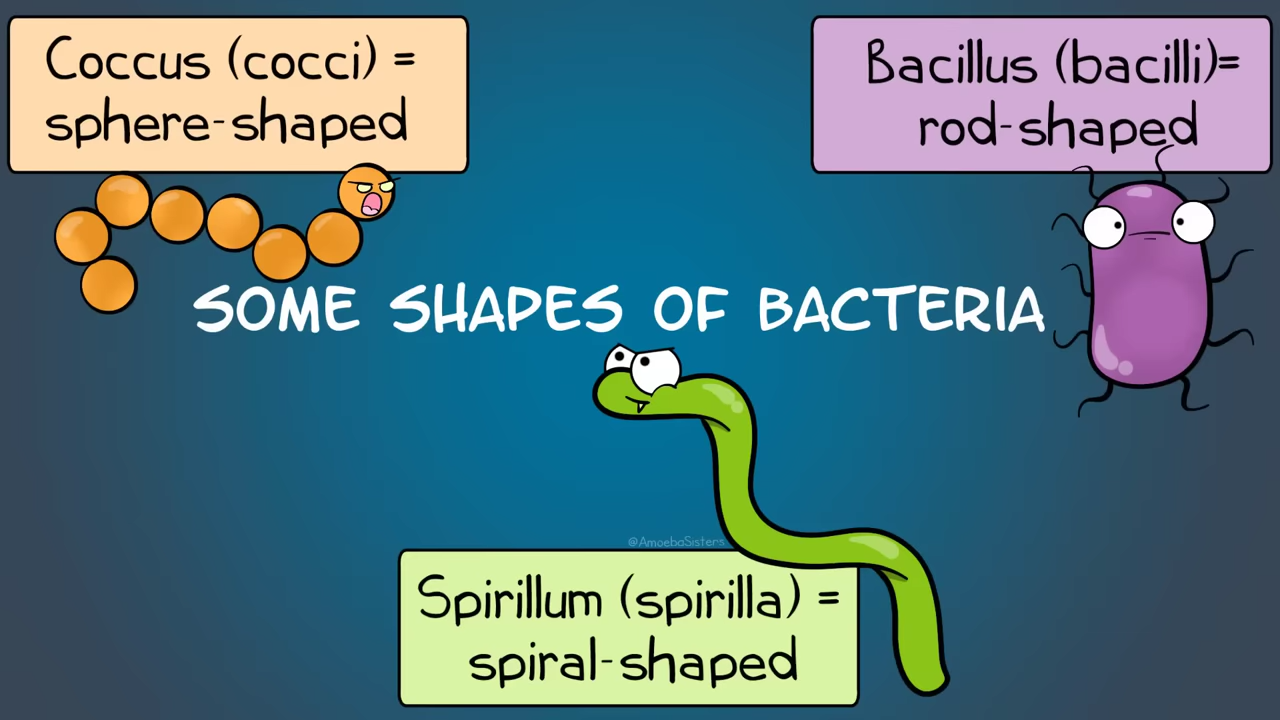 Coccus (cocci) =
sphere-shaped
Bacillus (bacilli)=
rod-shaped
SOME SHAPES OF BACTERIA
@AmoebaSisters
Spirillum (spirilla) =
spiral-shaped